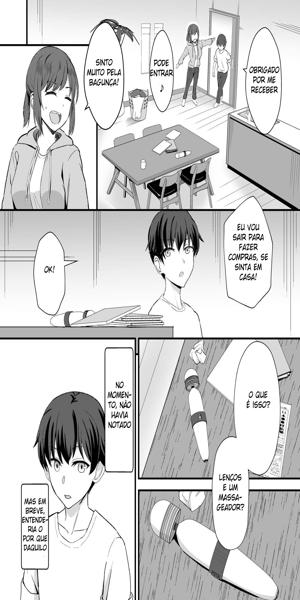 OBRIGADO
POR ME
RECEBER
PODE
ENTRAR
♪
SINTO
MUITO PELA
BAGUNÇA!
EU VOU
SAIR PARA
FAZER
COMPRAS, SE
SINTA EM
CASA!
OK!
O QUE
É ISSO?
LENÇOS
E UM
MASSA-
GEADOR?
NO
MOMEN-
TO, NÃO
HAVIA
NOTADO
MAS EM
BREVE,
ENTENDE-
RIA O
POR QUE
DAQUILO